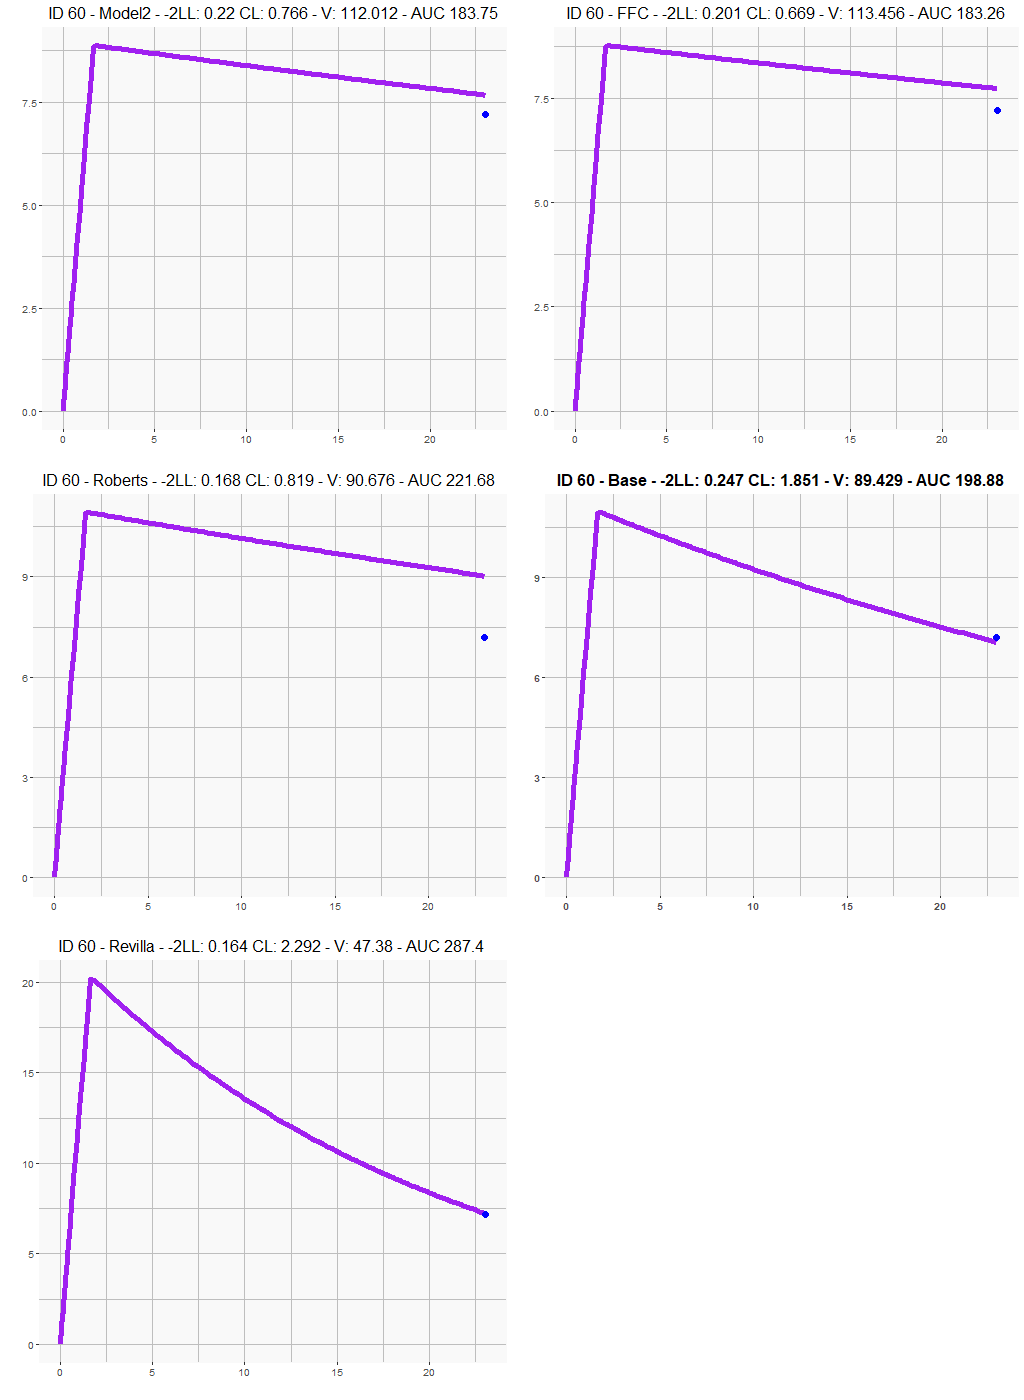 ID 60 - Model2 - -2LL: 0.22 CL: 0.766 - V: 112.012 - AUC 183.75
7.5
5.0
2.5
0.0
0 5 10 15 20
ID 60 - FFC - -2LL: 0.201 CL: 0.669 - V: 113.456 - AUC 183.26
7.5
5.0
2.5
0.0
0 5 10 15 20
ID 60 - Roberts - -2LL: 0.168 CL: 0.819 - V: 90.676 - AUC 221.68
9
6
3
0
0 5 10 15 20
ID 60 - Base - -2LL: 0.247 CL: 1.851 - V: 89.429 - AUC 198.88
9
6
3
0
0 5 10 15 20
ID 60 - Revilla - -2LL: 0.164 CL: 2.292 - V: 47.38 - AUC 287.4
20
15
10
5
0
0 5 10 15 20